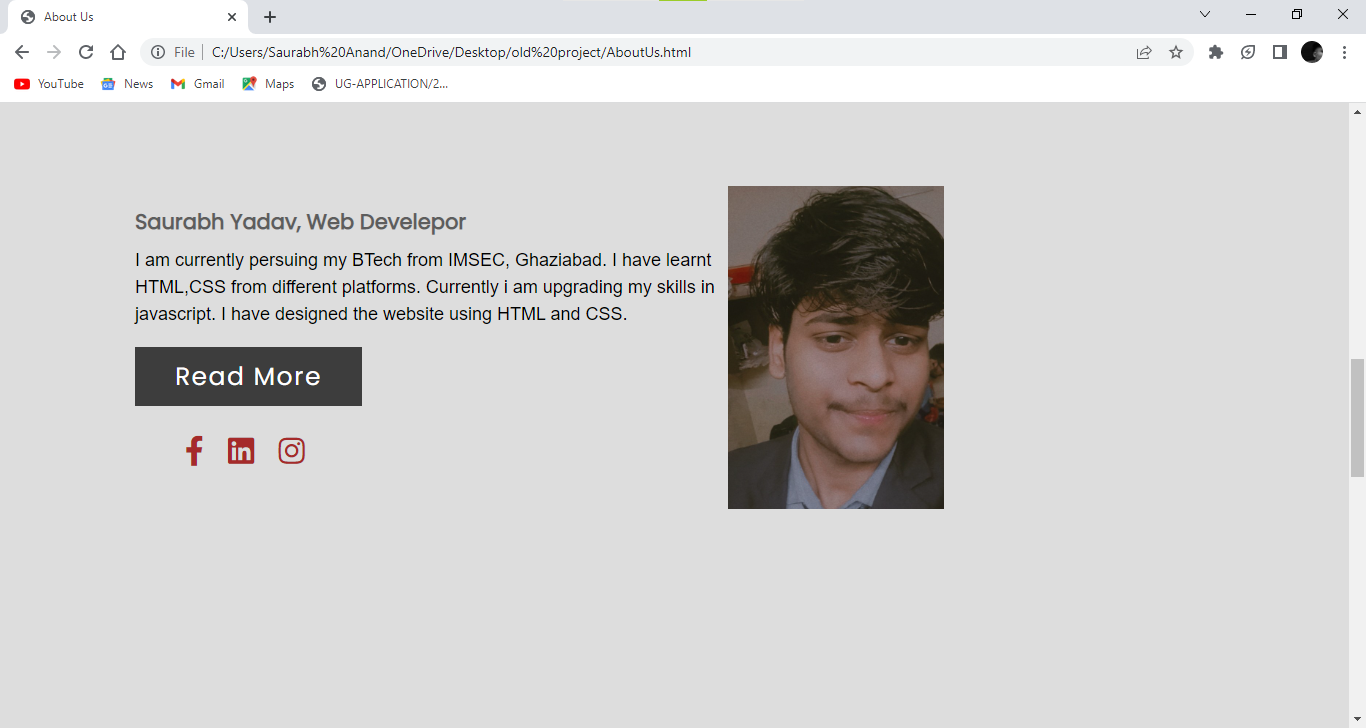 About Us
File
C:/Users/Saurabh%20Anand/OneDrive/Desktop/old%20project/AboutUs.html
YouTube
News
Gmail
Maps
UG-APPLICATION/2...
Saurabh Yadav, Web Develepor
I am currently persuing my BTech from IMSEC, Ghaziabad. I have learnt
HTML,CSS from different platforms. Currently i am upgrading my skills in
javascript. I have designed the website using HTML and CSS.
Read More